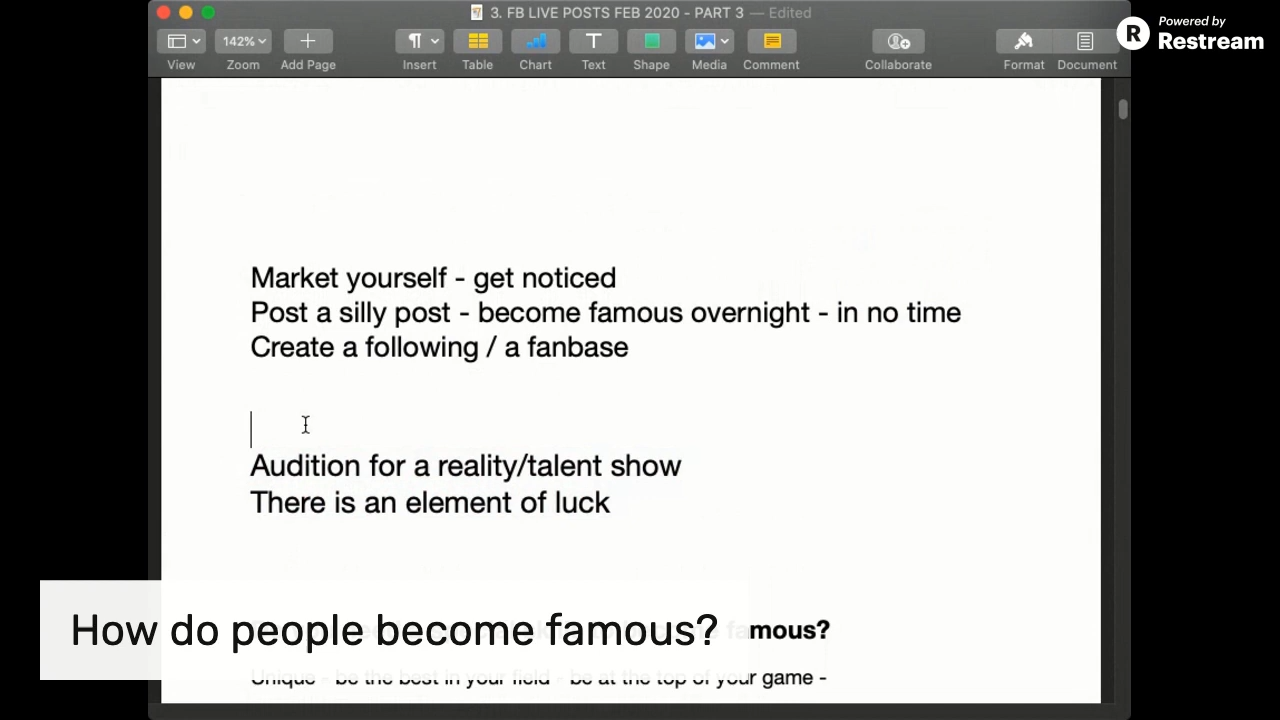 3. FB LIVE POSTS FEB 2020 - PART 3 — Edited
Powered by
R Restream
142%
View Zoom Add Page Insert Table Chart Text Shape Media Comment Collaborate Format Document
Market yourself - get noticed
Post a silly post - become famous overnight - in no time
Create a following / a fanbase
Audition for a reality/talent show
There is an element of luck
How do people become famous?
famous?
Unique - be the best in your field - be at the top of your game -